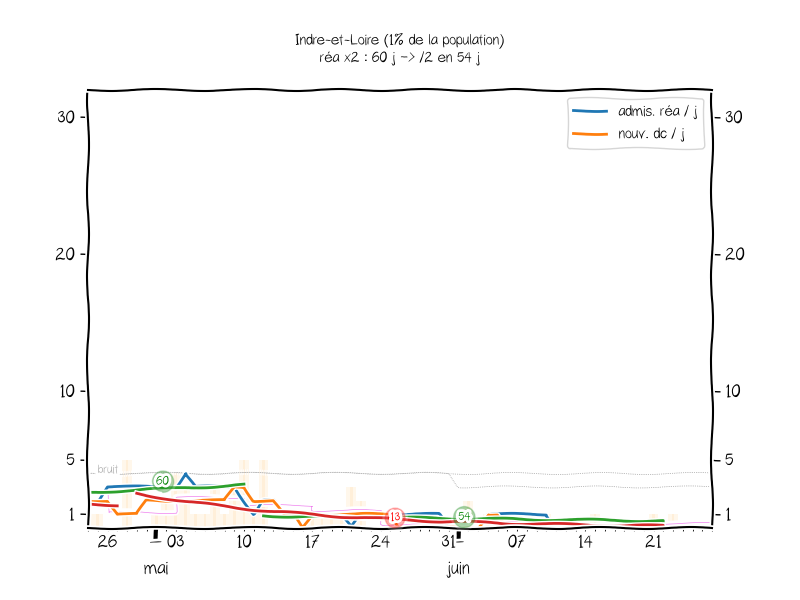 Indre-et-Loire (1% de la population)
réa x2 : 60 j -> /2 en 54 j
admis. réa / j
nouv. dc / j
30
30
20
20
10
10
5
5
bruit
60
13
54
1
1
26 03 10 17 24 31 07 14 21
mai juin